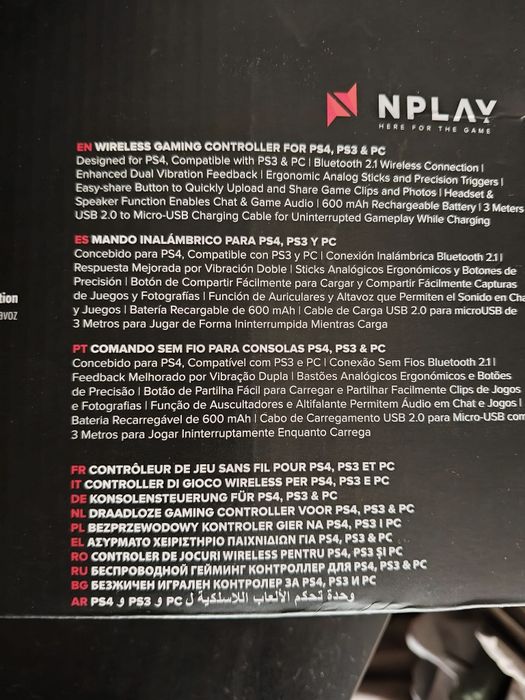 NPLAY
HERE FOR THE GAME
EN WIRELESS GAMING CONTROLLER FOR PS4, PS3 & PC
Designed for PS4, Compatible with PS3 & PC | Bluetooth 2.1 Wireless Connection |
Enhanced Dual Vibration Feedback | Ergonomic Analog Sticks and Precision Triggers |
Easy-share Button to Quickly Upload and Share Game Clips and Photos | Headset &
Speaker Function Enables Chat & Game Audio | 600 mAh Rechargeable Battery | 3 Meters
USB 2.0 to Micro-USB Charging Cable for Uninterrupted Gameplay While Charging
ES MANDO INALÁMBRICO PARA PS4, PS3 Y PC
Concebido para PS4, Compatible con PS3 y PC | Conexión Inalámbrica Bluetooth 2.1 |
Respuesta Mejorada por Vibración Doble | Sticks Analógicos Ergonómicos y Botones de
Precisión | Botón de Compartir Fácilmente para Cargar y Compartir Fácilmente Capturas
de Juegos y Fotografías | Función de Auriculares y Altavoz que Permiten el Sonido en Cha
y Juegos | Batería Recargable de 600 mAh | Cable de Carga USB 2.0 para microUSB de
3 Metros para Jugar de Forma Ininterrumpida Mientras Carga
tion
avoz
PT COMANDO SEM FIO PARA CONSOLAS PS4, PS3 & PC
Concebido para PS4, Compatível com PS3 e PC | Conexão Sem Fios Bluetooth 2.1 |
Feedback Melhorado por Vibração Dupla | Bastões Analógicos Ergonómicos e Botões
de Precisão | Botão de Partilha Fácil para Carregar e Partilhar Facilmente Clips de Jogos
e Fotografias | Função de Auscultadores e Altifalante Permitem Áudio em Chat e Jogos |
Bateria Recarregável de 600 mAh | Cabo de Carregamento USB 2.0 para Micro-USB com
3 Metros para Jogar Ininterruptamente Enquanto Carrega
FR CONTRÔLEUR DE JEU SANS FIL POUR PS4, PS3 ET PC
IT CONTROLLER DI GIOCO WIRELESS PER PS4, PS3 E PC
DE KONSOLENSTEUERUNG FÜR PS4, PS3 & PC
NL DRAADLOZE GAMING CONTROLLER VOOR PS4, PS3 & PC
PL BEZPRZEWODOWY KONTROLER GIER NA PS4, PS3 I PC
EL ΑΣΥΡΜΑΤΟ ΧΕΙΡΙΣΤΗΡΙΟ ΠΑΙΧΝΙΔΙΩΝ ΓΙΑ PS4, PS3 & PC
RO CONTROLER DE JOCURI WIRELESS PENTRU PS4, PS3 ȘI PC
RU БЕСПРОВОДНОЙ ГЕЙМИНГ КОНТРОЛЛЕР ДЛЯ PS4, PS3 & PC
BG БЕЗЖИЧЕН ИГРАЛЕН КОНТРОЛЕР ЗА PS4, PS3 И PC
AR PS4 و PS3 و PC وحدة تحكم الألعاب اللاسلكية ل